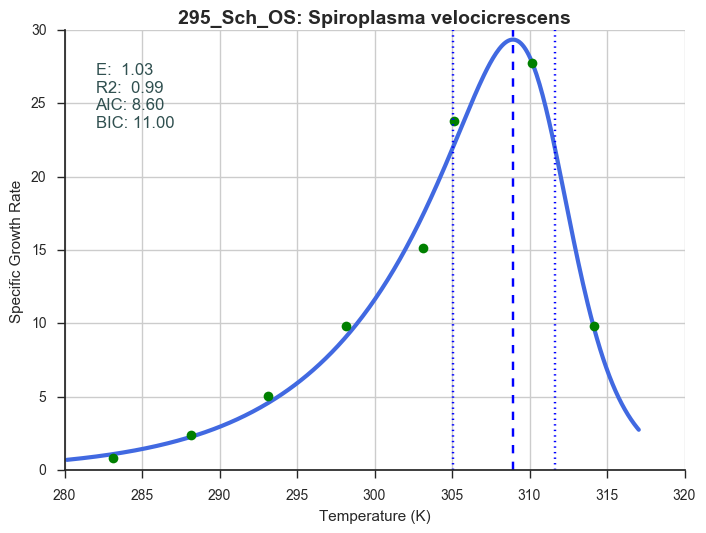 295_Sch_OS: Spiroplasma velocicrescens
E:  1.03
R2:  0.99
AIC: 8.60
BIC: 11.00
Specific Growth Rate
30
25
20
15
10
5
0
280 285 290 295 300 305 310 315 320
Temperature (K)